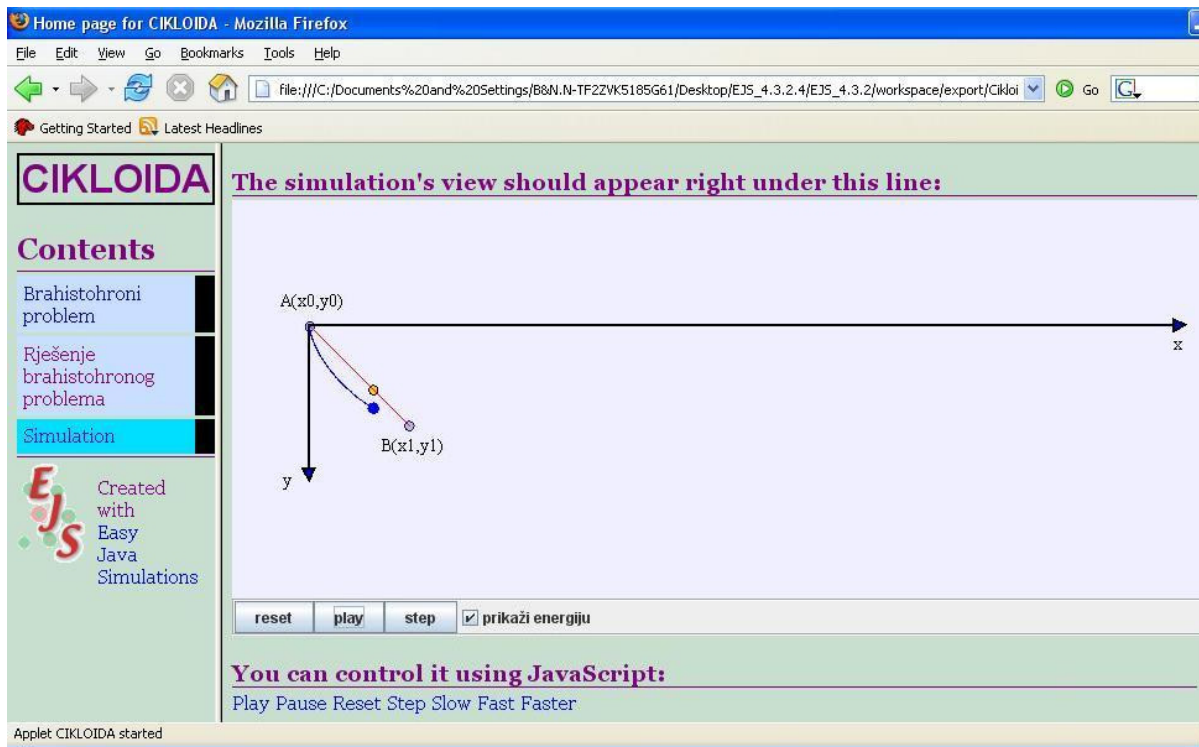 Home page for CIKLOIDA - Mozilla Firefox
File Edit View Go Bookmarks Tools Help
file:///C:/Documents%20and%20Settings/B&N.N-TF2ZVK5185G61/Desktop/EJS_4.3.2.4/EJS_4.3.2/workspace/export/Cikloi Go G
Getting Started Latest Headlines
CIKLOIDA
Contents
Brahistohroni
problem
Rješenje
brahistohronog
problema
Simulation
EJS
Created
with
Easy
Java
Simulations
The simulation's view should appear right under this line:
A(x0,y0)
x
B(x1,y1)
y
reset play step prikaži energiju
You can control it using JavaScript:
Play Pause Reset Step Slow Fast Faster
Applet CIKLOIDA started